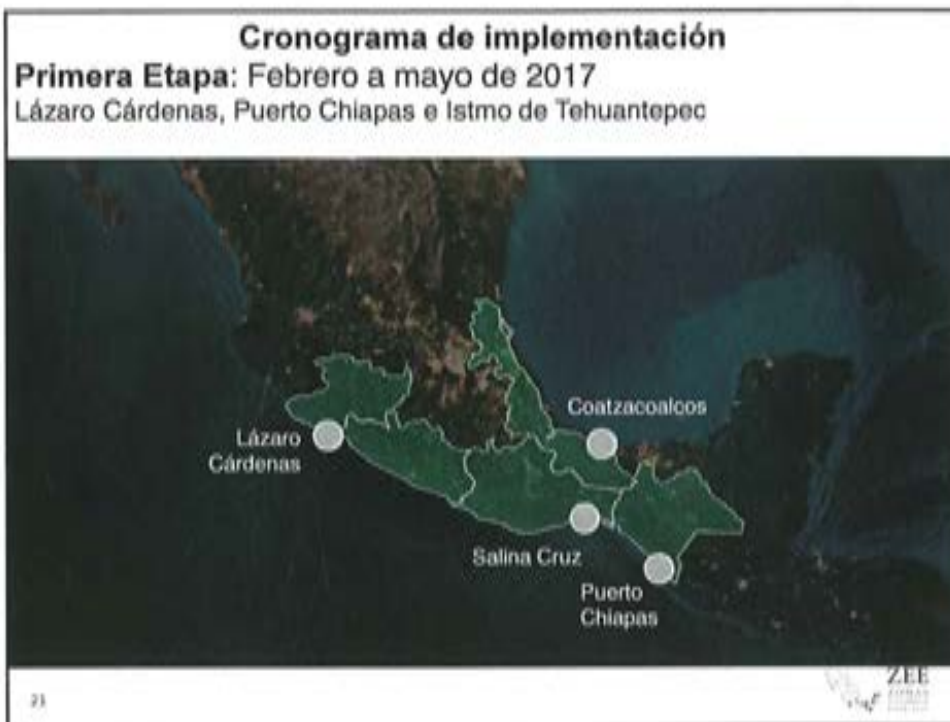 Cronograma de implementación
Primera Etapa: Febrero a mayo de 2017
Lázaro Cárdenas, Puerto Chiapas e Istmo de Tehuantepec
Coatzacoalcos
Lázaro
Cárdenas
Salina Cruz
Puerto
Chiapas
ZEE